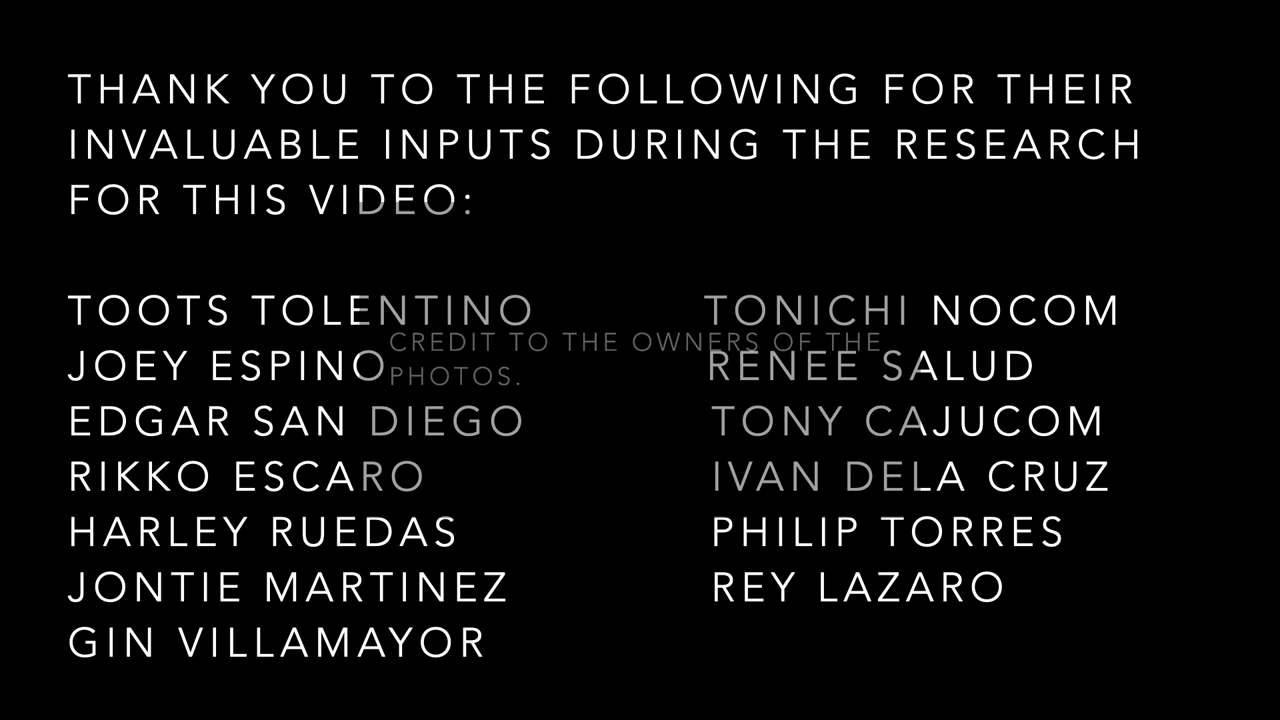 THANK YOU TO THE FOLLOWING FOR THEIR
INVALUABLE INPUTS DURING THE RESEARCH
FOR THIS VIDEO:
TOOTS TOLENTINO
JOEY ESPINO
EDGAR SAN DIEGO
RIKKO ESCARO
HARLEY RUEDAS
JONTIE MARTINEZ
GIN VILLAMAYOR
TONICHI NOCOM
RENEE SALUD
TONY CAJUCOM
IVAN DELA CRUZ
PHILIP TORRES
REY LAZARO
CREDIT TO THE OWNERS OF THE
PHOTOS.